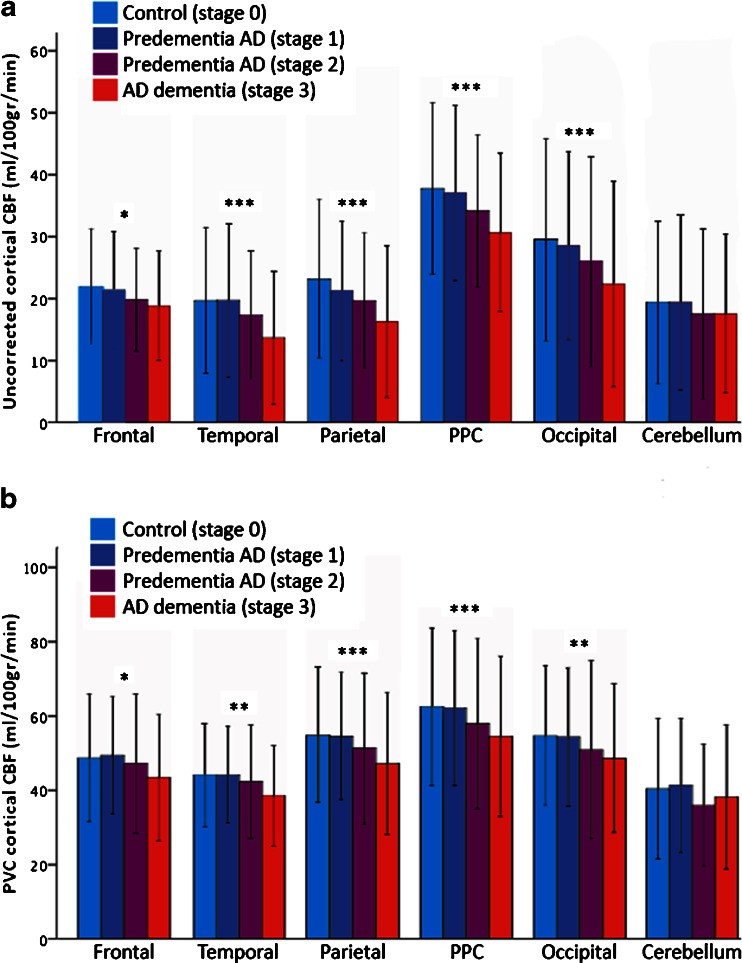 a
Control (stage 0)
Predementia AD (stage 1)
Predementia AD (stage 2)
AD dementia (stage 3)
Uncorrected cortical CBF (ml/100gr/min)
60
50
40
30
20
10
0
* *** *** *** ***
Frontal Temporal Parietal PPC Occipital Cerebellum
b
Control (stage 0)
Predementia AD (stage 1)
Predementia AD (stage 2)
AD dementia (stage 3)
PVC cortical CBF (ml/100gr/min)
100
80
60
40
20
0
* ** *** *** **
Frontal Temporal Parietal PPC Occipital Cerebellum